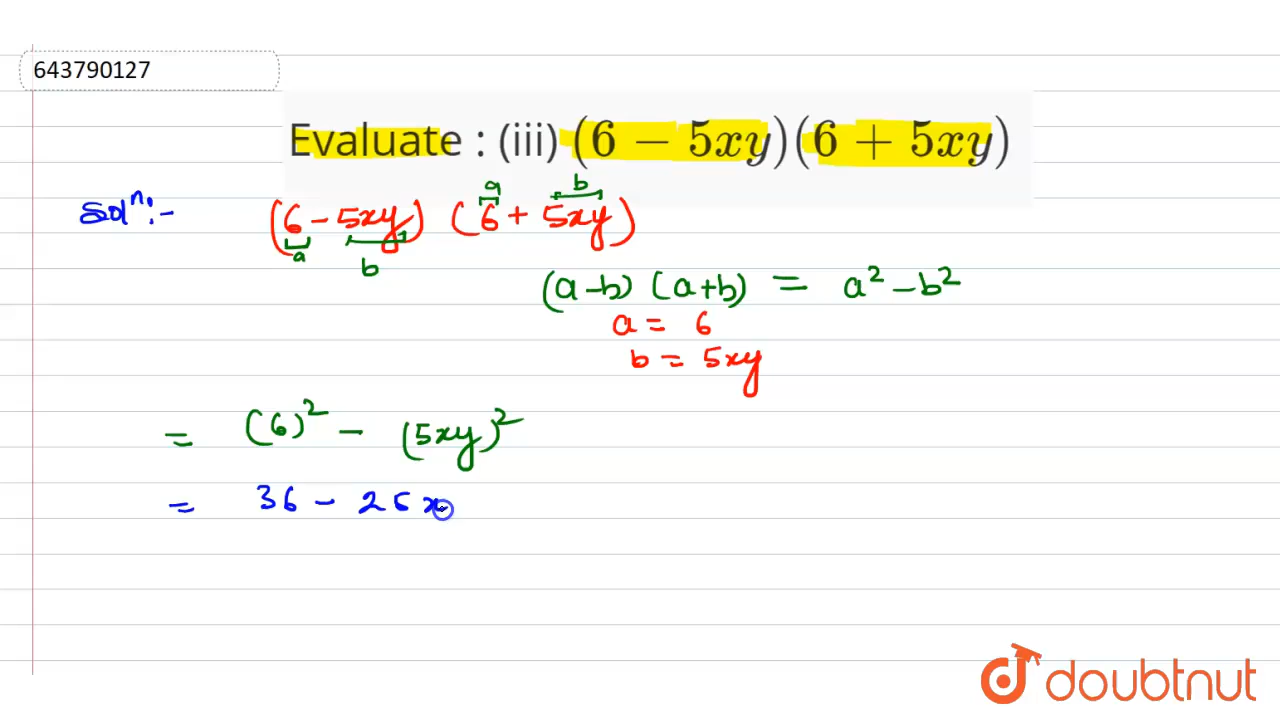 643790127
Evaluate : (iii) (6 − 5xy)(6 + 5xy)
a b
Solⁿ:- (6 - 5xy) (6 + 5xy)
a b
(a-b) (a+b) = a² - b²
a = 6
b = 5xy
= (6)² - (5xy)²
= 36 - 25 x
doubtnut